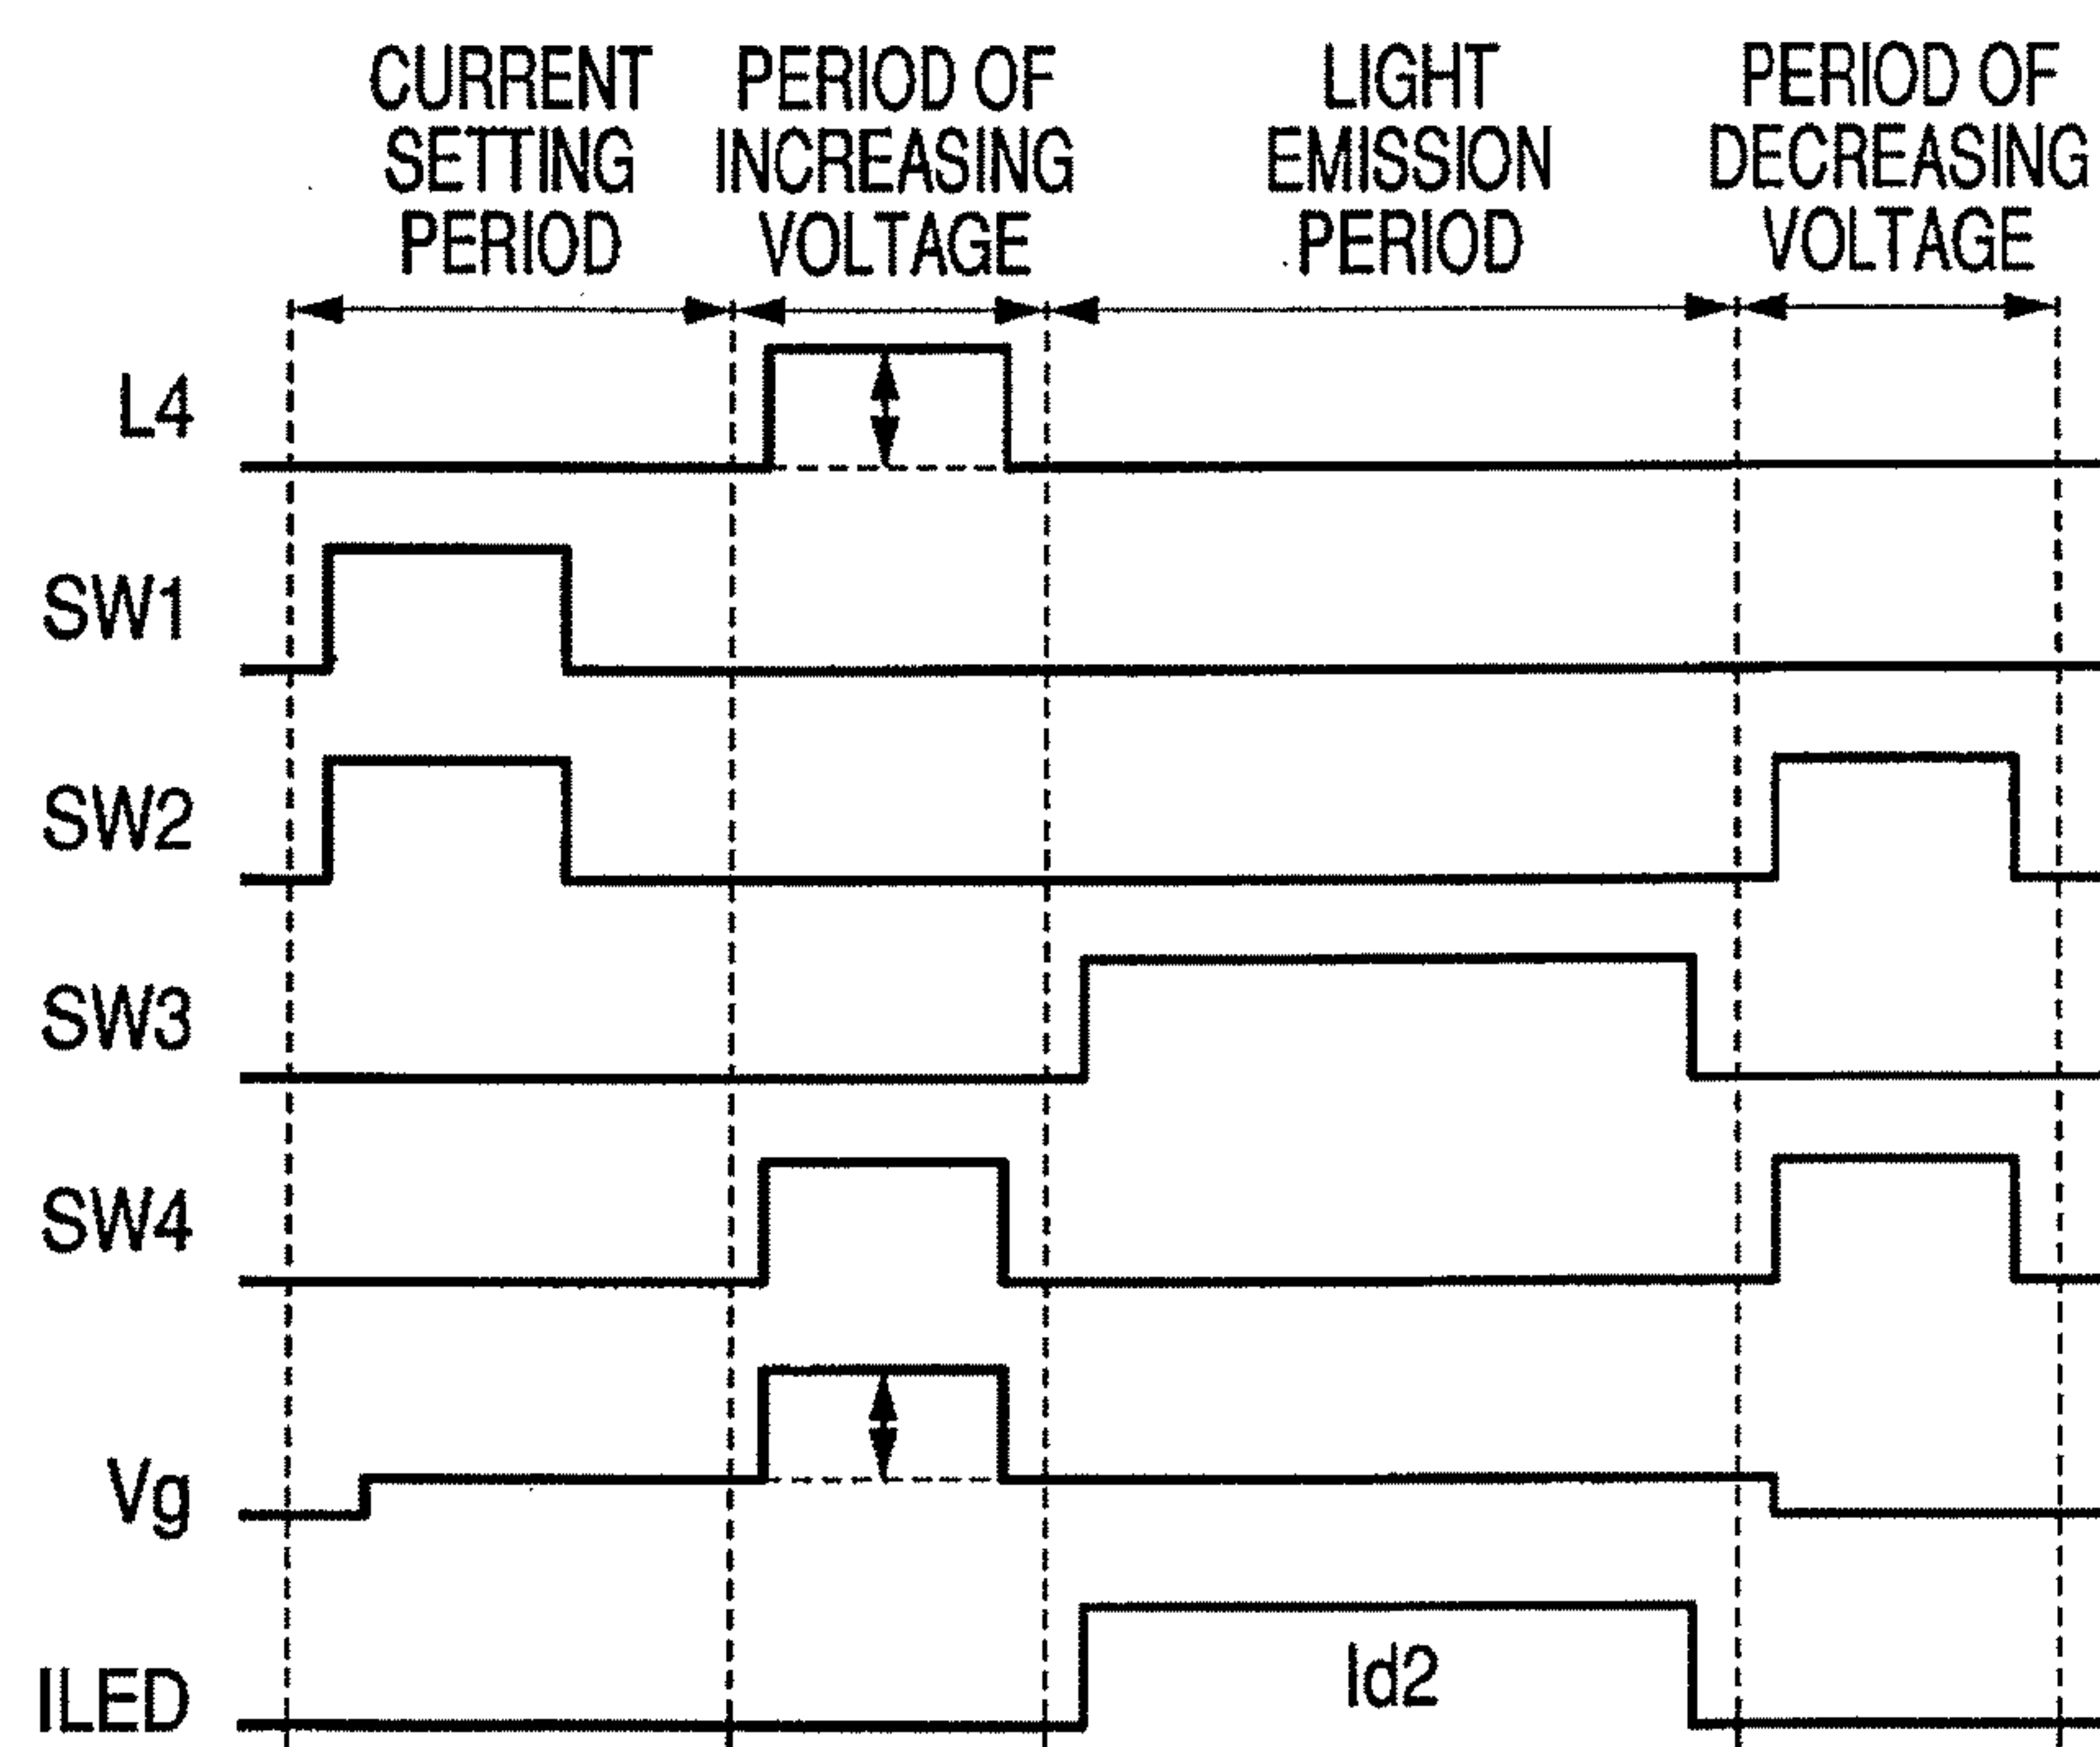 CURRENT
SETTING
PERIOD
PERIOD OF
INCREASING
VOLTAGE
LIGHT
EMISSION
PERIOD
PERIOD OF
DECREASING
VOLTAGE
L4
SW1
SW2
SW3
SW4
Vg
ILED
Id2